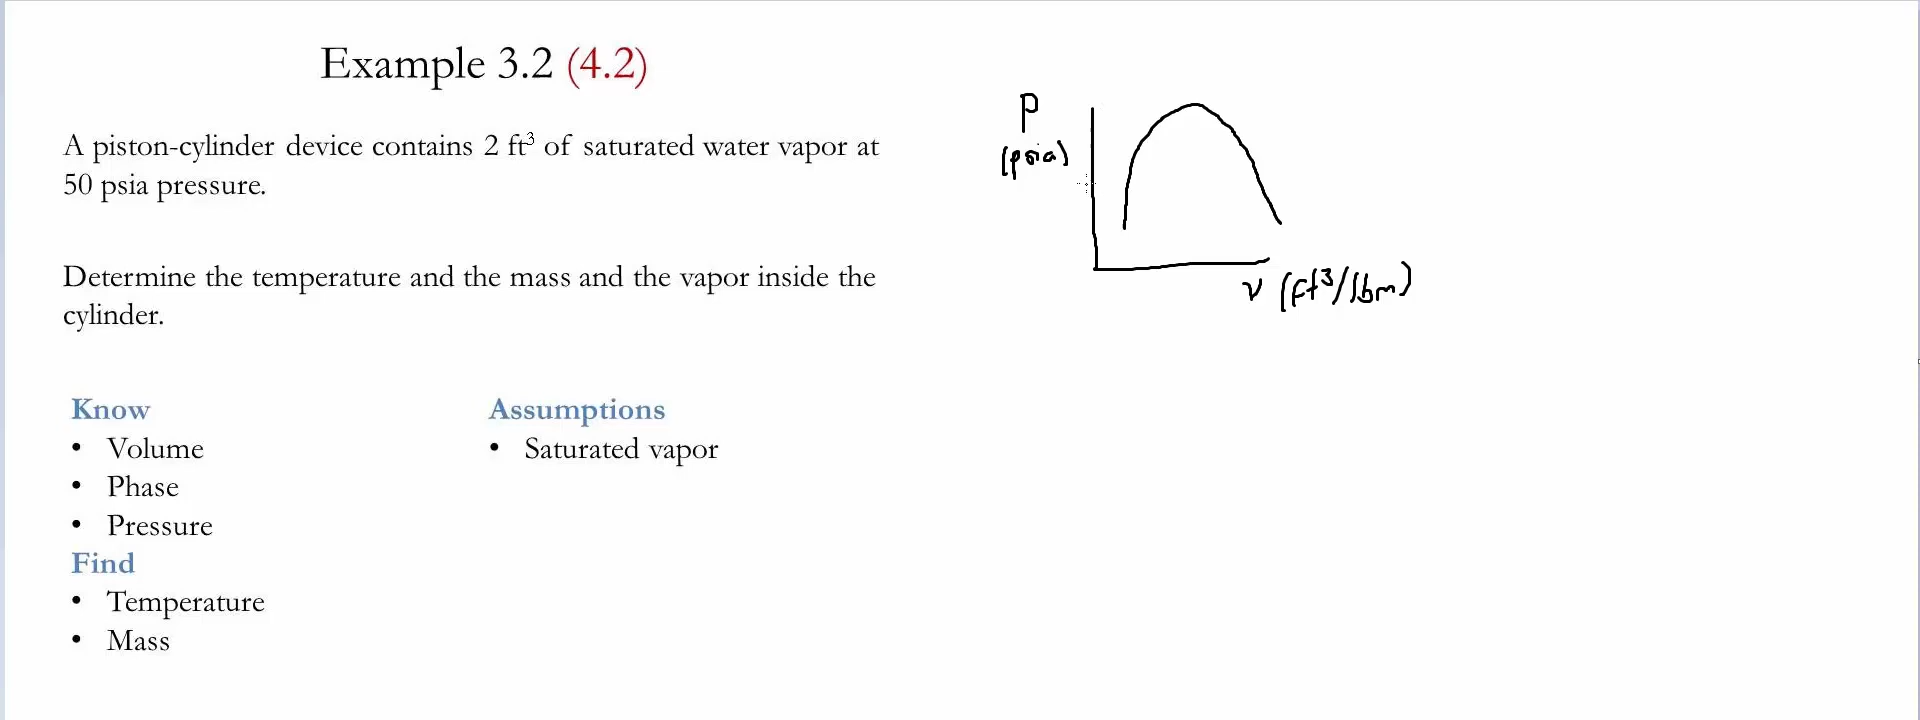 Example 3.2 (4.2)
A piston-cylinder device contains 2 ft³ of saturated water vapor at
50 psia pressure.
Determine the temperature and the mass and the vapor inside the
cylinder.
Know
• Volume
• Phase
• Pressure
Find
• Temperature
• Mass
Assumptions
• Saturated vapor
P
(psia)
v (ft³/lbm)